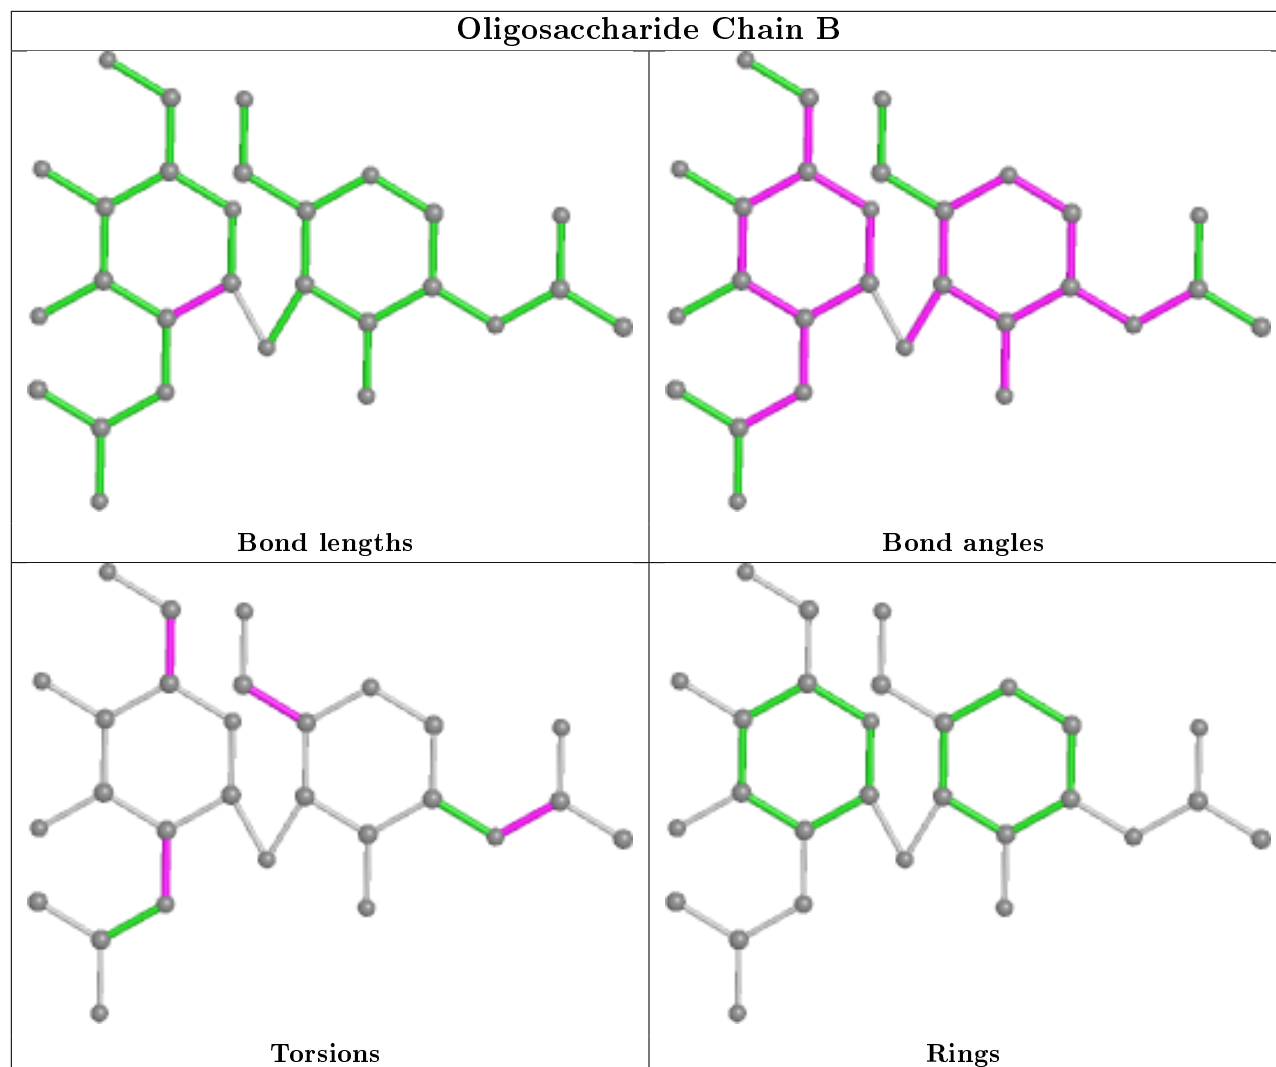 Oligosaccharide Chain B
Bond lengths
Bond angles
Torsions
Rings